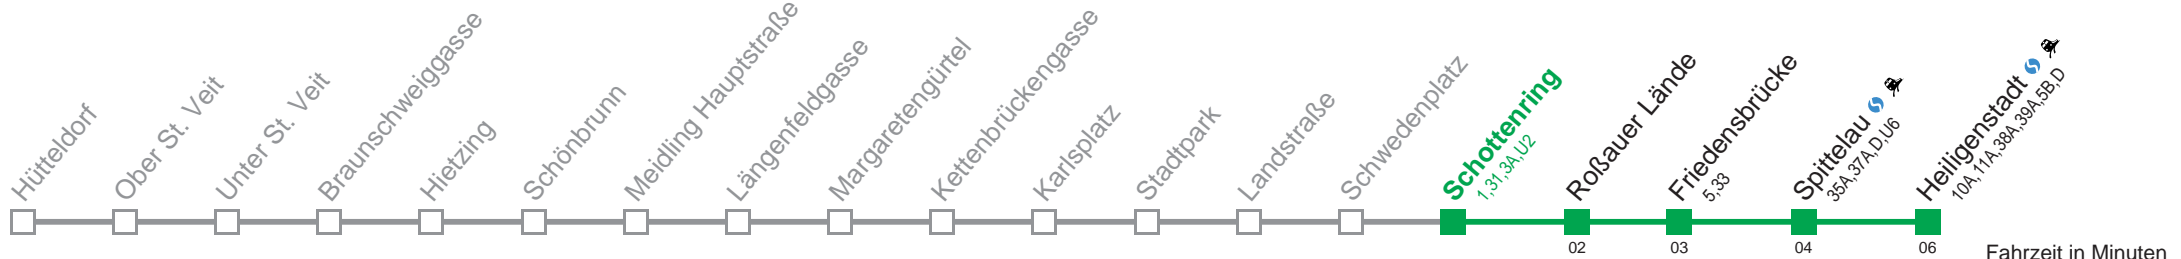 Hütteldorf
Ober St. Veit
Unter St. Veit
Braunschweiggasse
Hietzing
Schönbrunn
Meidling Hauptstraße
Längenfeldgasse
Margaretengürtel
Kettenbrückengasse
Karlsplatz
Stadtpark
Landstraße
Schwedenplatz
Schottenring
1,31,3A,U2
Roßauer Lände
Friedensbrücke
5,33
Spittelau
35A,37A,D,U6
Heiligenstadt
10A,11A,38A,39A,5B,D
02
03
04
06
Fahrzeit in Minuten